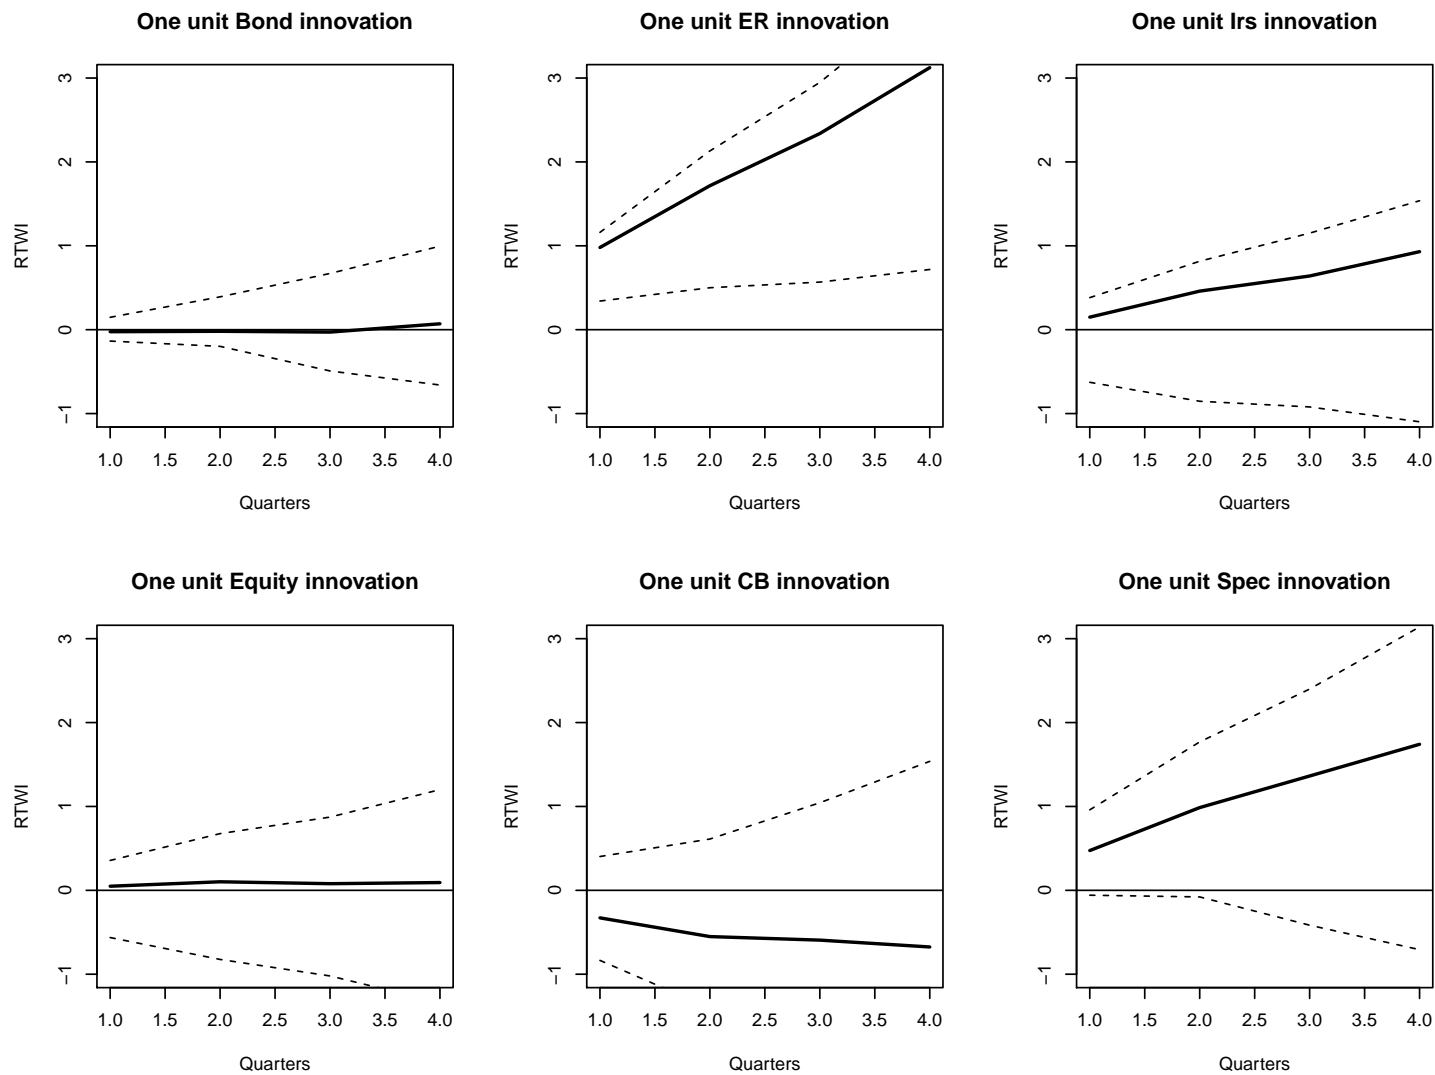 One unit Bond innovation
RTWI
3
2
1
0
−1
1.0 1.5 2.0 2.5 3.0 3.5 4.0
Quarters
One unit ER innovation
RTWI
3
2
1
0
−1
1.0 1.5 2.0 2.5 3.0 3.5 4.0
Quarters
One unit Irs innovation
RTWI
3
2
1
0
−1
1.0 1.5 2.0 2.5 3.0 3.5 4.0
Quarters
One unit Equity innovation
RTWI
3
2
1
0
−1
1.0 1.5 2.0 2.5 3.0 3.5 4.0
Quarters
One unit CB innovation
RTWI
3
2
1
0
−1
1.0 1.5 2.0 2.5 3.0 3.5 4.0
Quarters
One unit Spec innovation
RTWI
3
2
1
0
−1
1.0 1.5 2.0 2.5 3.0 3.5 4.0
Quarters